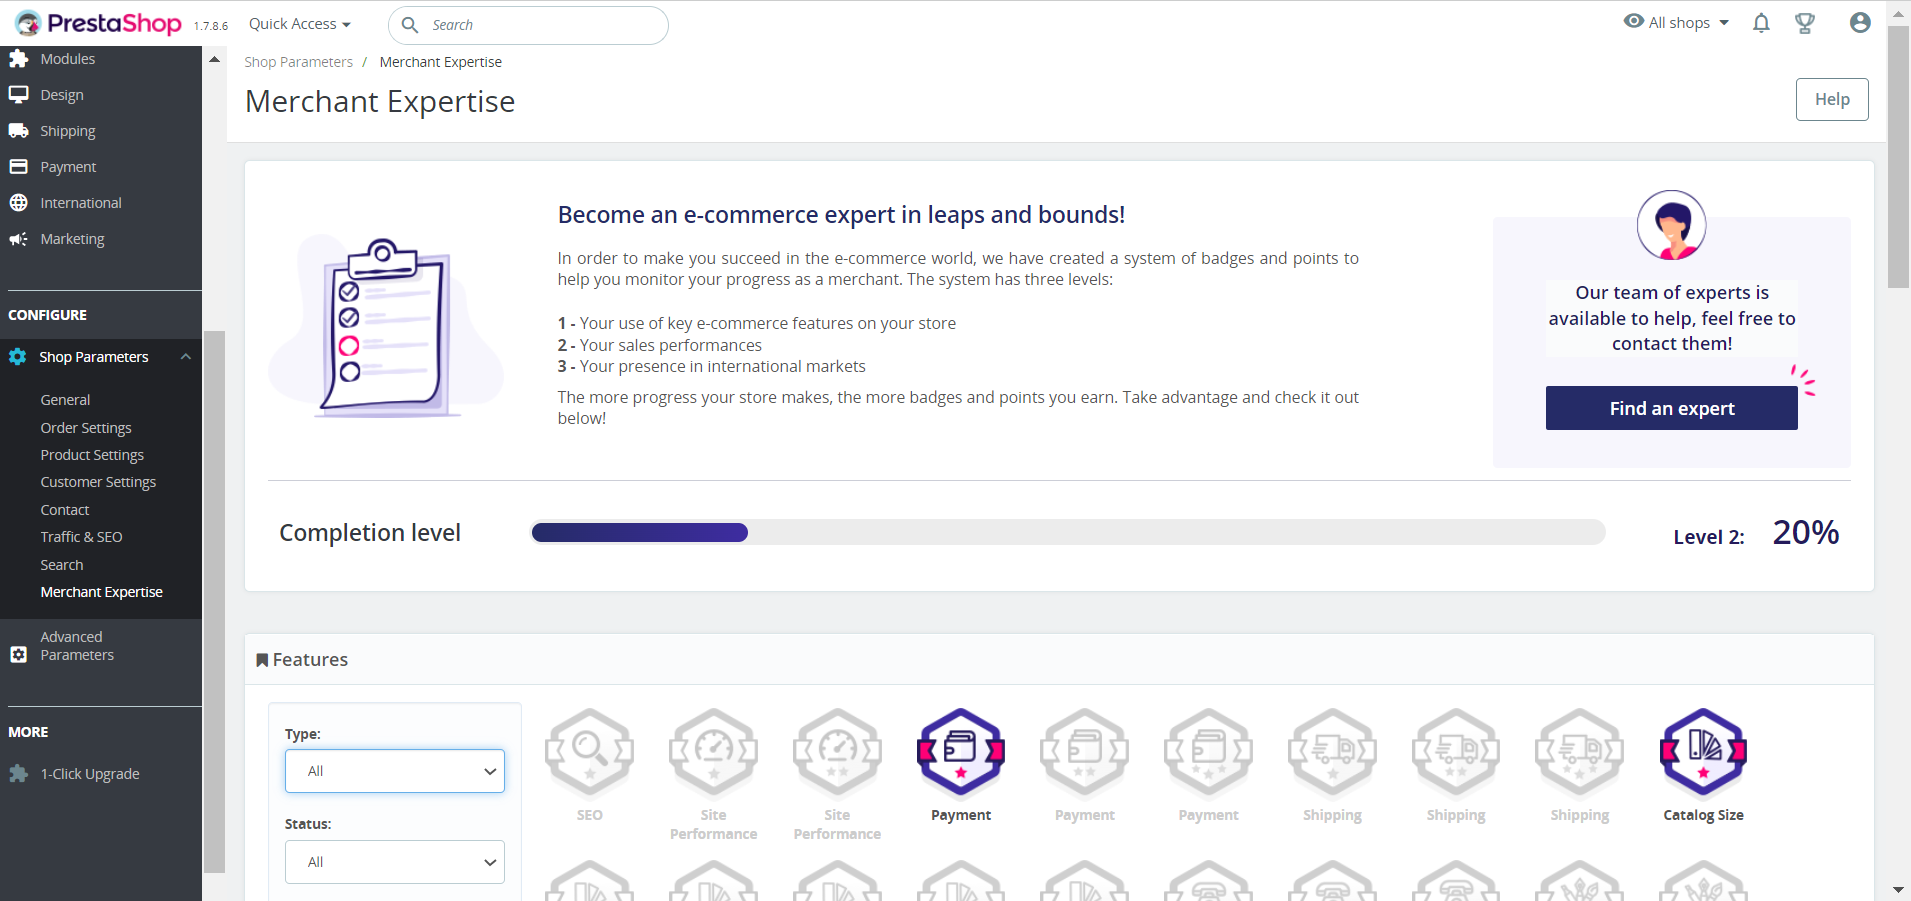 PrestaShop 1.7.8.6 Quick Access Search All shops
Modules
Design
Shipping
Payment
International
Marketing
CONFIGURE
Shop Parameters
General
Order Settings
Product Settings
Customer Settings
Contact
Traffic & SEO
Search
Merchant Expertise
Advanced
Parameters
MORE
1-Click Upgrade
Shop Parameters / Merchant Expertise
Merchant Expertise
Help
Become an e-commerce expert in leaps and bounds!
In order to make you succeed in the e-commerce world, we have created a system of badges and points to
help you monitor your progress as a merchant. The system has three levels:
1 - Your use of key e-commerce features on your store
2 - Your sales performances
3 - Your presence in international markets
The more progress your store makes, the more badges and points you earn. Take advantage and check it out
below!
Our team of experts is
available to help, feel free to
contact them!
Find an expert
Completion level
Level 2: 20%
Features
Type:
All
Status:
All
SEO
Site
Performance
Site
Performance
Payment
Payment
Payment
Shipping
Shipping
Shipping
Catalog Size